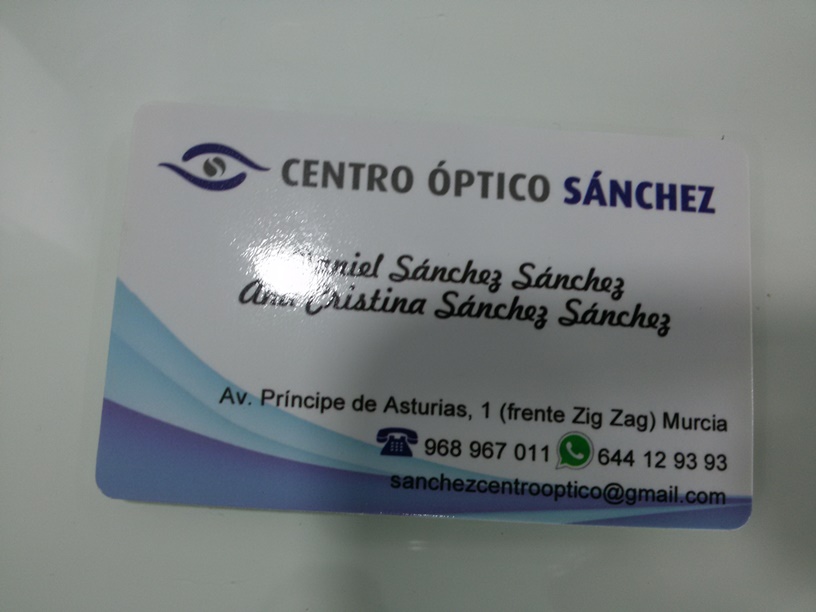 CENTRO ÓPTICO SÁNCHEZ
Sánchez Sánchez
Cristina Sánchez Sánchez
Av. Príncipe de Asturias, 1 (frente Zig Zag) Murcia
968 967 011 644 12 93 93
sanchezcentrooptico@gmail.com